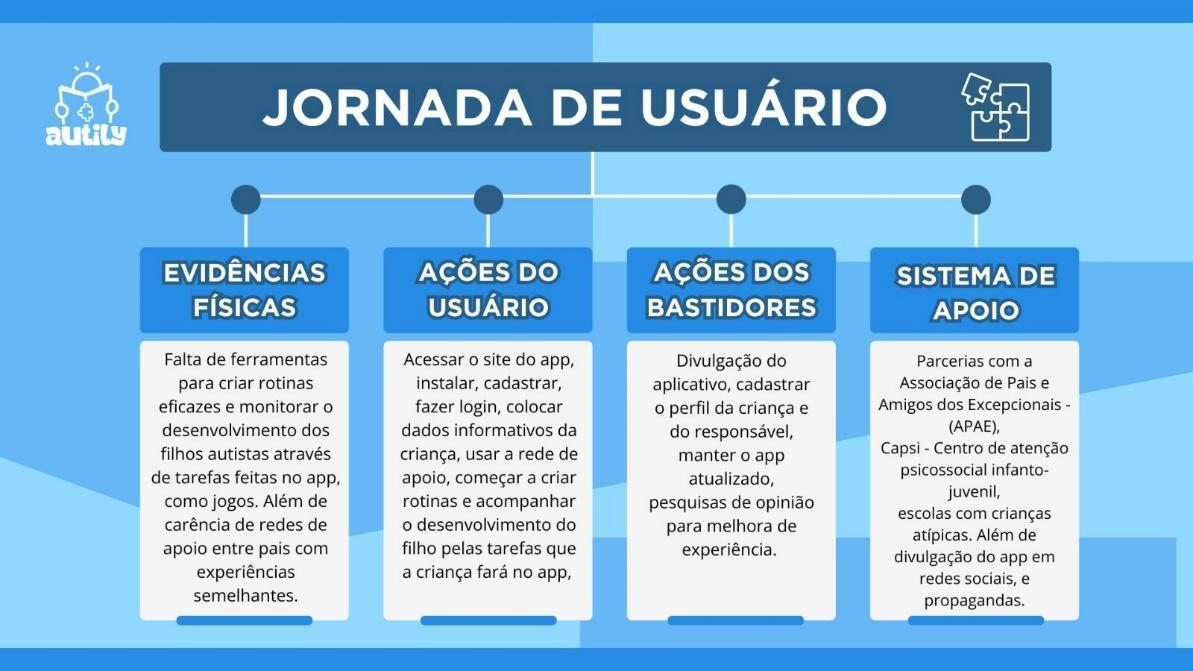 autily
JORNADA DE USUÁRIO
EVIDÊNCIAS
FÍSICAS
Falta de ferramentas
para criar rotinas
eficazes e monitorar o
desenvolvimento dos
filhos autistas através
de tarefas feitas no app,
como jogos. Além de
carência de redes de
apoio entre pais com
experiências
semelhantes.
AÇÕES DO
USUÁRIO
Acessar o site do app,
instalar, cadastrar,
fazer login, colocar
dados informativos da
criança, usar a rede de
apoio, começar a criar
rotinas e acompanhar
o desenvolvimento do
filho pelas tarefas que
a criança fará no app,
AÇÕES DOS
BASTIDORES
Divulgação do
aplicativo, cadastrar
o perfil da criança e
do responsável,
manter o app
atualizado,
pesquisas de opinião
para melhora de
experiência.
SISTEMA DE
APOIO
Parcerias com a
Associação de Pais e
Amigos dos Excepcionais -
(APAE),
Capsi - Centro de atenção
psicossocial infanto-
juvenil,
escolas com crianças
atípicas. Além de
divulgação do app em
redes sociais, e
propagandas.